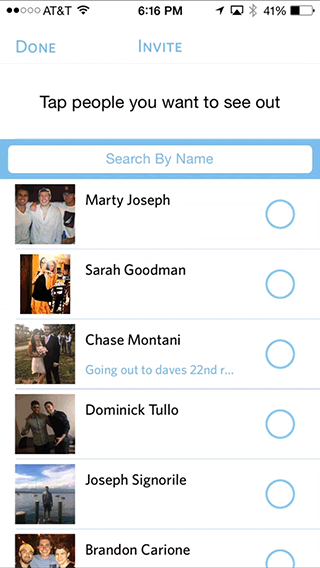 AT&T 6:16 PM 41%
Done Invite
Tap people you want to see out
Search By Name
Marty Joseph
Sarah Goodman
Chase Montani
Going out to daves 22nd r...
Dominick Tullo
Joseph Signorile
Brandon Carione